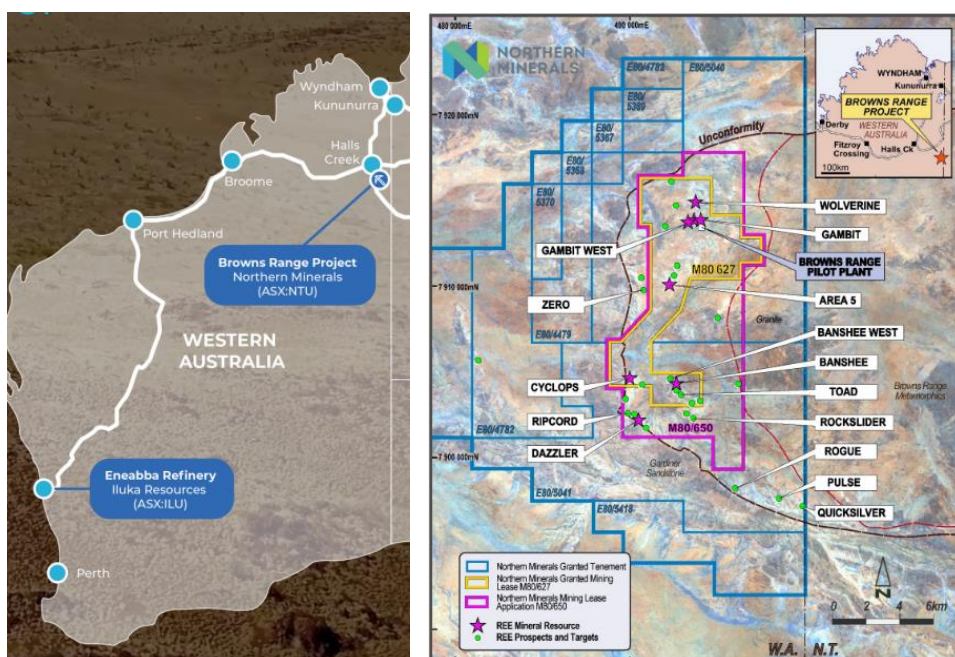 Wyndham
Kununurra
Halls
Creek
Broome
Port Hedland
Browns Range Project
Northern Minerals
(ASX:NTU)
WESTERN
AUSTRALIA
Eneabba Refinery
Iluka Resources
(ASX:ILU)
Perth
480 000mE
490 000mE
NORTHERN
MINERALS
E80/4782
E80/5040
E80/
5369
E80/
5367
E80/
5368
E80/
5370
7 920 000mN
Unconformity
WYNDHAM
Kununurra
BROWNS RANGE
PROJECT
Derby
WESTERN
AUSTRALIA
Fitzroy
Crossing
Halls Ck
100km
WOLVERINE
GAMBIT WEST
GAMBIT
BROWNS RANGE
PILOT PLANT
M80 627
7 910 000mN
ZERO
AREA 5
Granite
BANSHEE WEST
E80/4479
BANSHEE
CYCLOPS
TOAD
Browns Range
Metamorphics
RIPCORD
ROCKSLIDER
E80/4782
M80/650
DAZZLER
ROGUE
7 900 000mN
Gardiner
Sandstone
PULSE
E80/5041
QUICKSILVER
E80/5418
Northern Minerals Granted Tenement
Northern Minerals Granted Mining
Lease M80/627
Northern Minerals Mining Lease
Application M80/650
REE Mineral Resource
REE Prospects and Targets
N
0 2 4 6km
W.A. N.T.